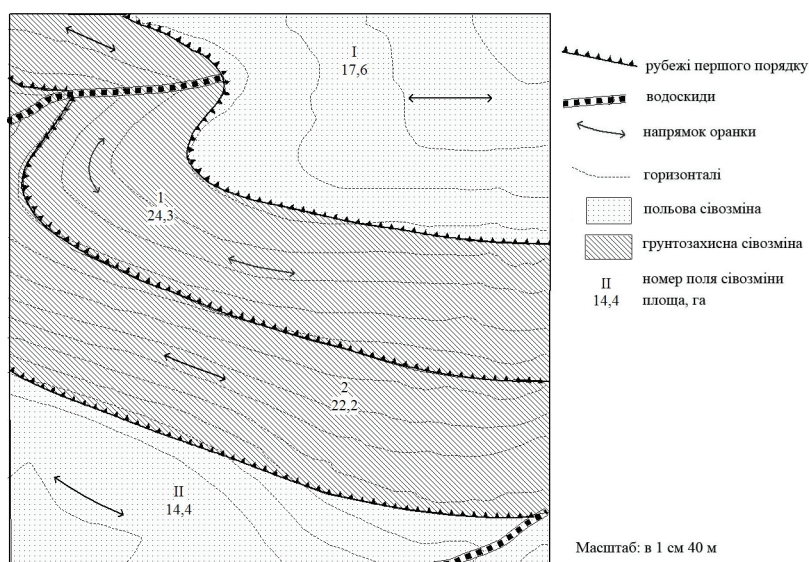 I
17,6
1
24,3
2
22,2
II
14,4
рубежі першого порядку
водоскиди
напрямок оранки
горизонталі
польова сівозміна
грунтозахисна сівозміна
II номер поля сівозміни
14,4 площа, га
Масштаб: в 1 см 40 м